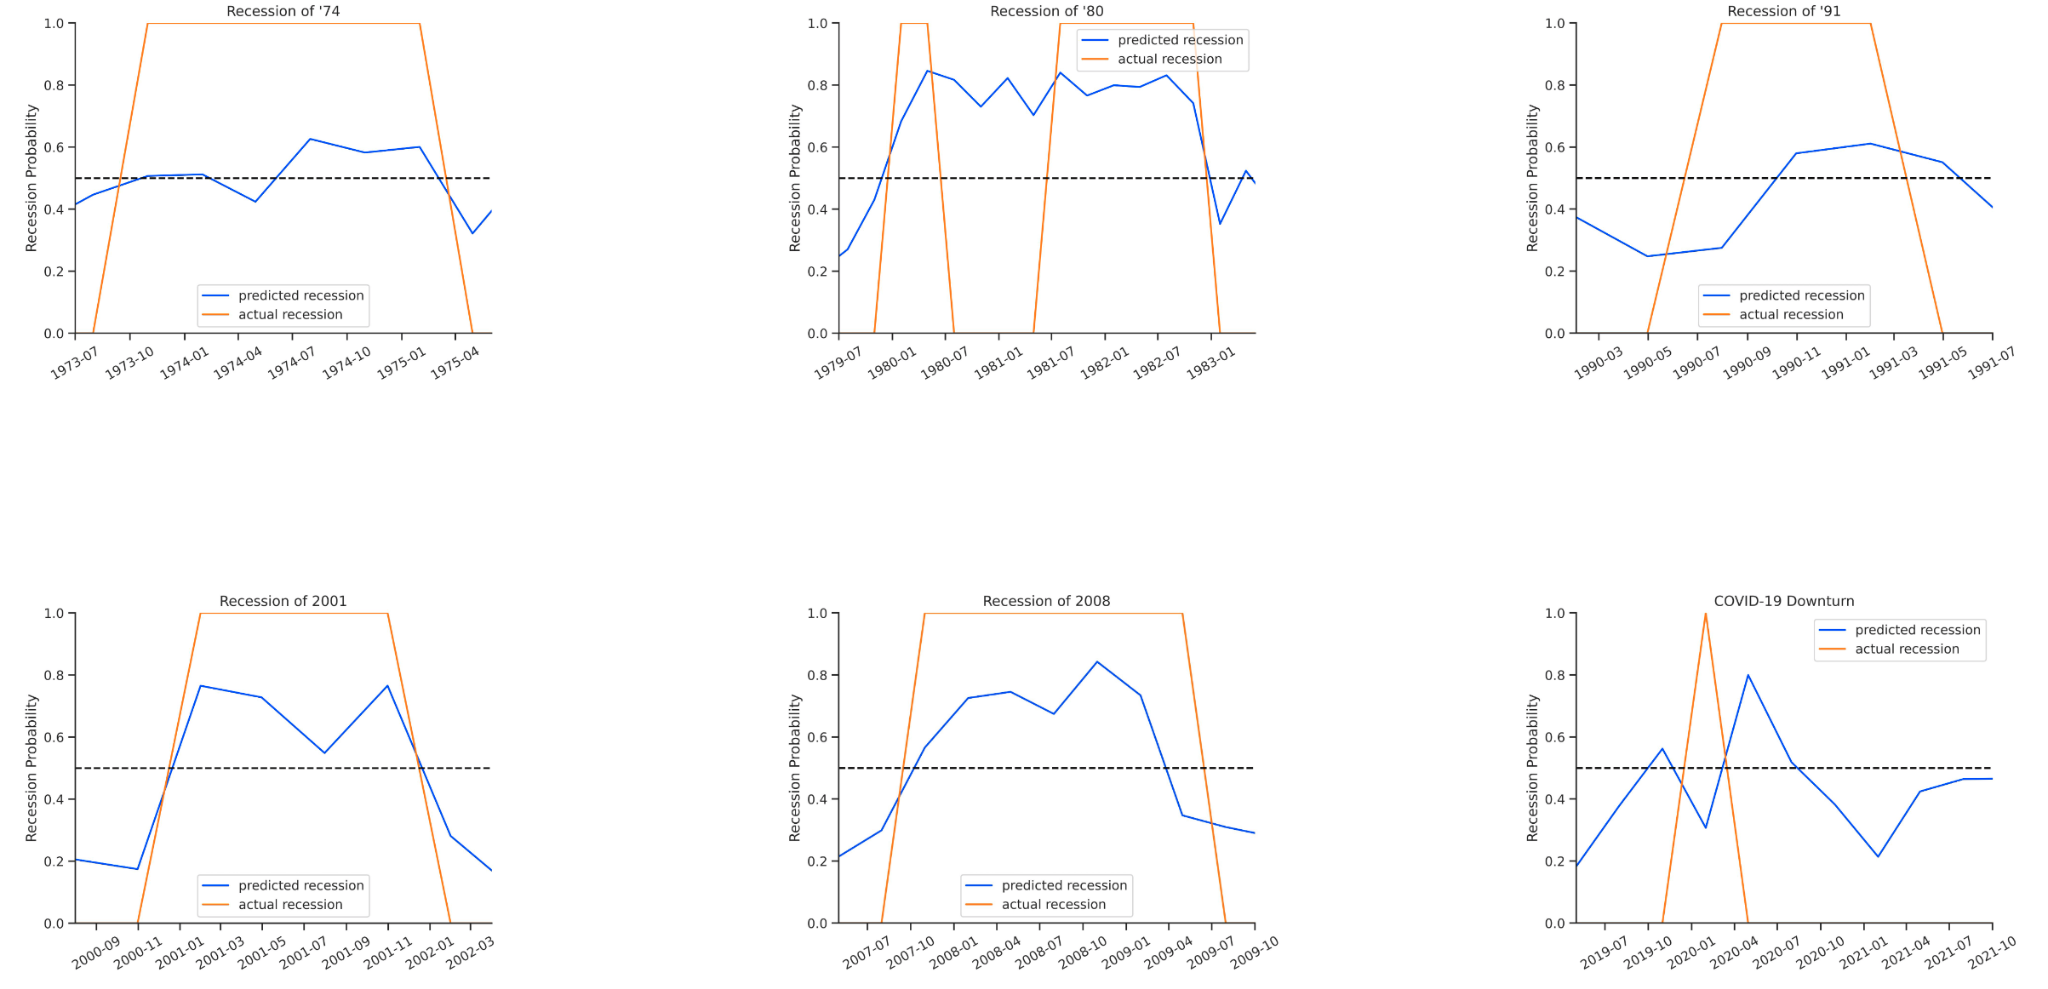 Recession of '74
Recession Probability
1.0
0.8
0.6
0.4
0.2
0.0
predicted recession
actual recession
1973-07 1973-10 1974-01 1974-04 1974-07 1974-10 1975-01 1975-04
Recession of '80
Recession Probability
1.0
0.8
0.6
0.4
0.2
0.0
predicted recession
actual recession
1979-07 1980-01 1980-07 1981-01 1981-07 1982-01 1982-07 1983-01
Recession of '91
Recession Probability
1.0
0.8
0.6
0.4
0.2
0.0
predicted recession
actual recession
1990-03 1990-05 1990-07 1990-09 1990-11 1991-01 1991-03 1991-05 1991-07
Recession of 2001
Recession Probability
1.0
0.8
0.6
0.4
0.2
0.0
predicted recession
actual recession
2000-09 2000-11 2001-01 2001-03 2001-05 2001-07 2001-09 2001-11 2002-01 2002-03
Recession of 2008
Recession Probability
1.0
0.8
0.6
0.4
0.2
0.0
predicted recession
actual recession
2007-07 2007-10 2008-01 2008-04 2008-07 2008-10 2009-01 2009-04 2009-07 2009-10
COVID-19 Downturn
Recession Probability
1.0
0.8
0.6
0.4
0.2
0.0
predicted recession
actual recession
2019-07 2019-10 2020-01 2020-04 2020-07 2020-10 2021-01 2021-04 2021-07 2021-10